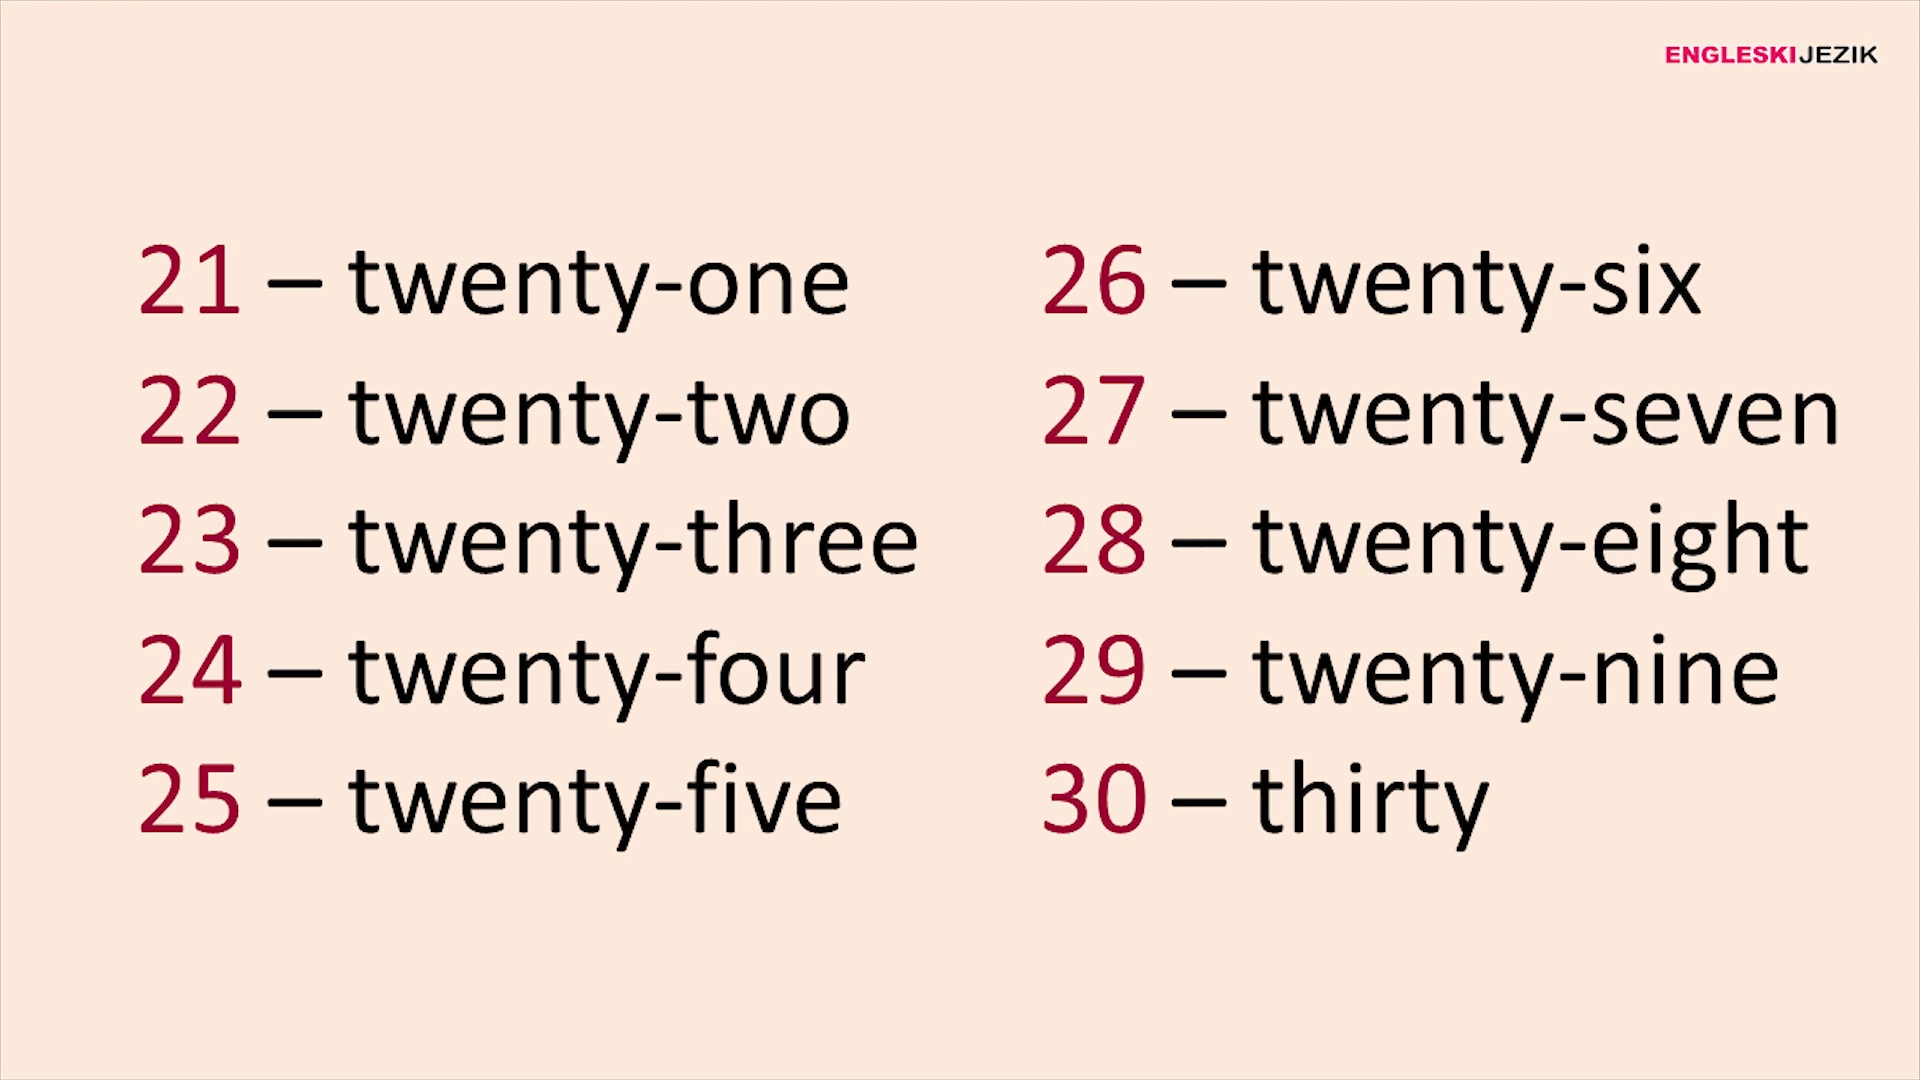 ENGLESKIJEZIK
21 – twenty-one
22 – twenty-two
23 – twenty-three
24 – twenty-four
25 – twenty-five
26 – twenty-six
27 – twenty-seven
28 – twenty-eight
29 – twenty-nine
30 – thirty